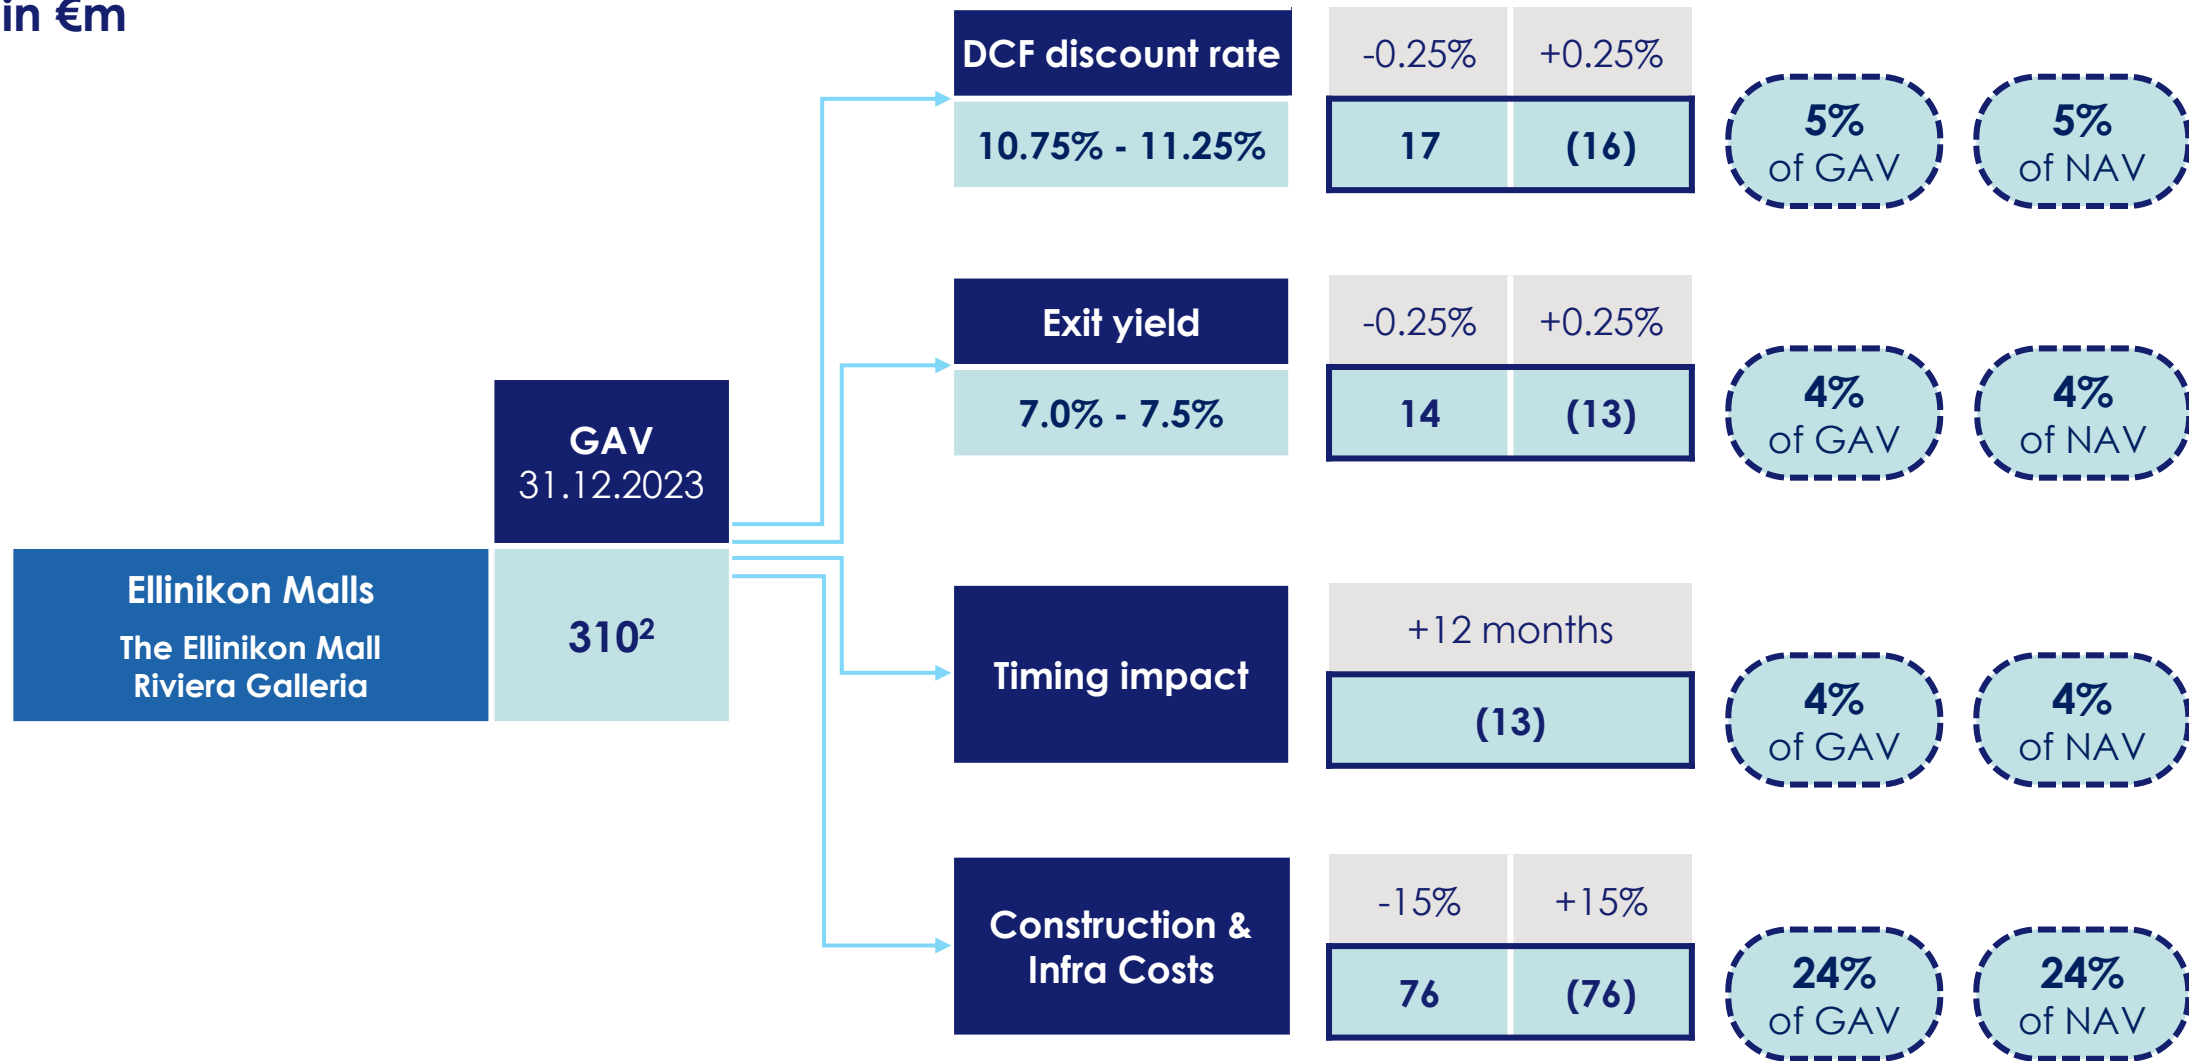 in €m
DCF discount rate
-0.25% +0.25%
10.75% - 11.25%
17 (16)
5%
of GAV
5%
of NAV
Exit yield
-0.25% +0.25%
7.0% - 7.5%
14 (13)
4%
of GAV
4%
of NAV
GAV
31.12.2023
Ellinikon Malls
The Ellinikon Mall
Riviera Galleria
310²
Timing impact
+12 months
(13)
4%
of GAV
4%
of NAV
Construction &
Infra Costs
-15% +15%
76 (76)
24%
of GAV
24%
of NAV